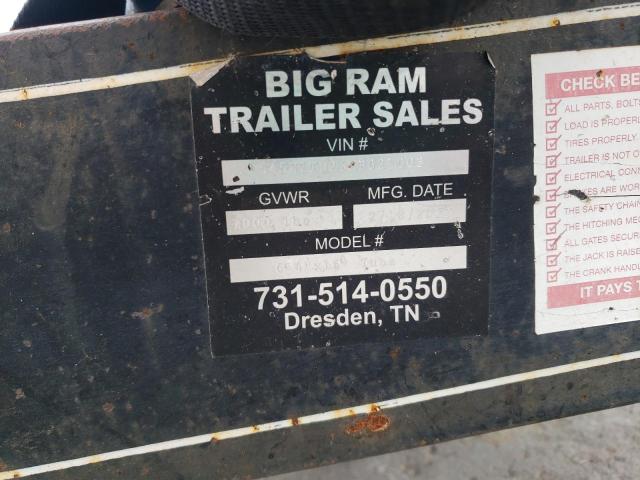 BIG RAM
TRAILER SALES
VIN #
GVWR
MFG. DATE
MODEL #
731-514-0550
Dresden, TN
CHECK BE
ALL PARTS, BOLTS
LOAD IS PROPERL
TIRES PROPERLY
TRAILER IS NOT O
ELECTRICAL CONN
ARE WOR
THE SAFETY CHAIN
THE HITCHING ME
ALL GATES SECUR
THE JACK IS RAISE
THE CRANK HANDL
IT PAYS T